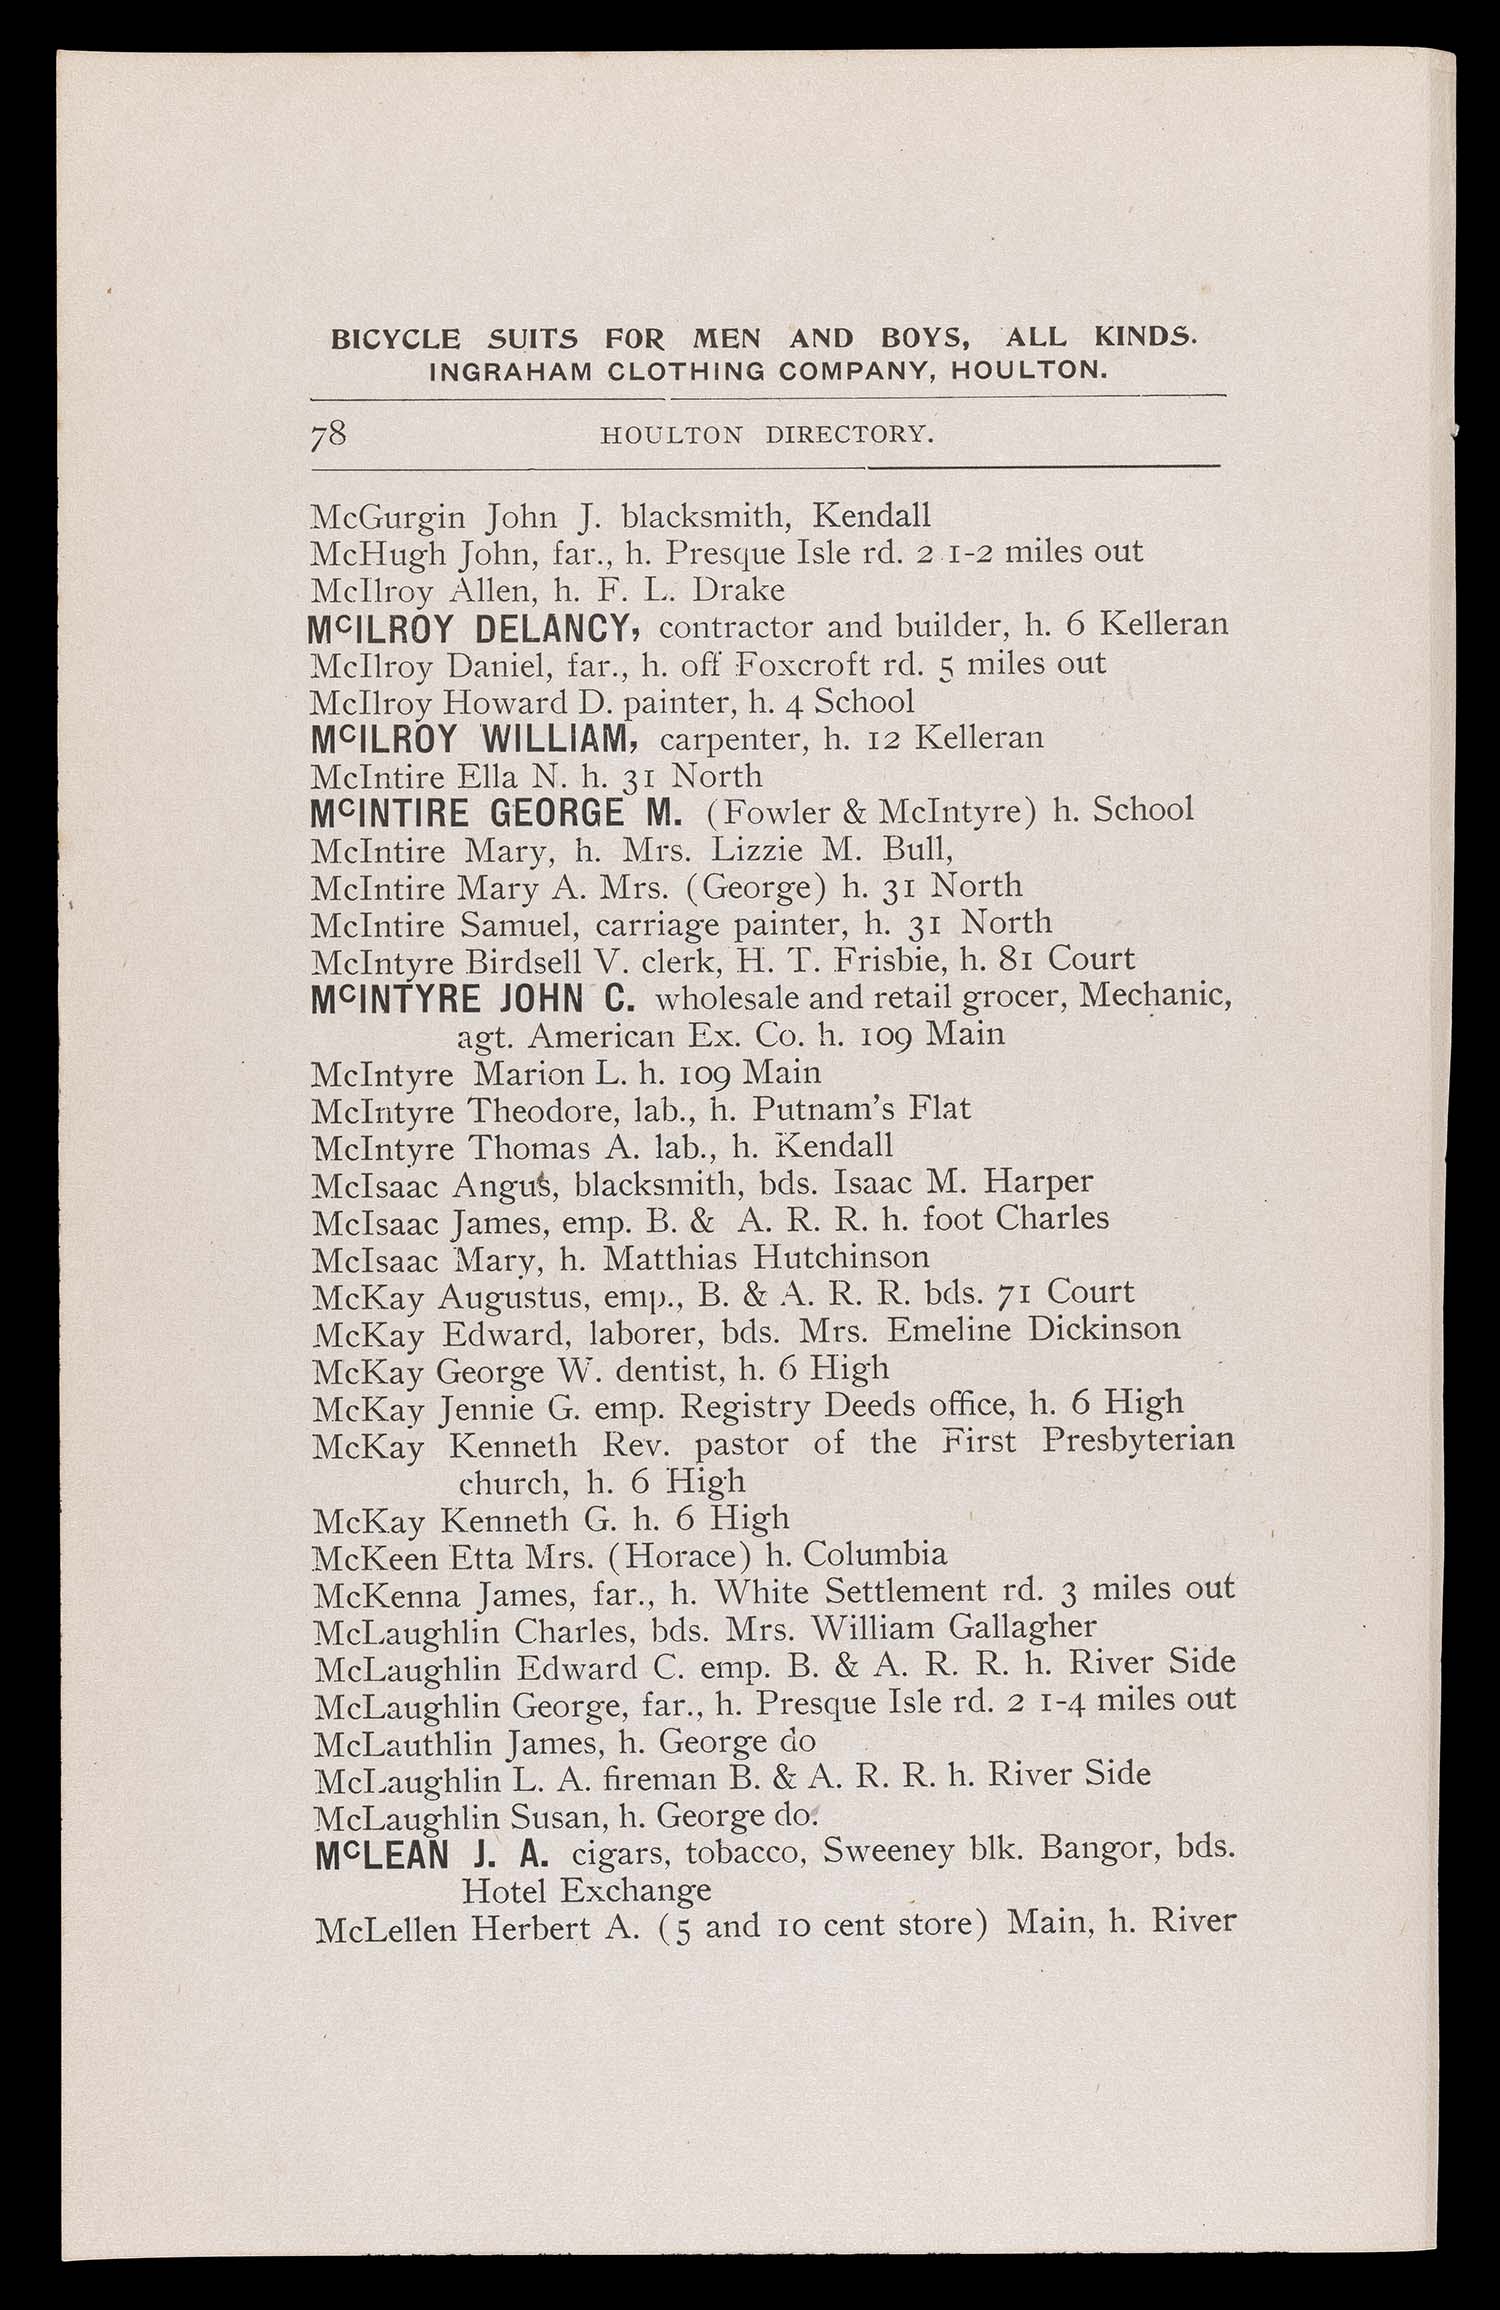 BICYCLE SUITS FOR MEN AND BOYS, ALL KINDS.
INGRAHAM CLOTHING COMPANY, HOULTON.
78 HOULTON DIRECTORY.
McGurgin John J. blacksmith, Kendall
McHugh John, far., h. Presque Isle rd. 2 1-2 miles out
McIlroy Allen, h. F. L. Drake
McILROY DELANCY, contractor and builder, h. 6 Kelleran
McIlroy Daniel, far., h. off Foxcroft rd. 5 miles out
McIlroy Howard D. painter, h. 4 School
McILROY WILLIAM, carpenter, h. 12 Kelleran
McIntire Ella N. h. 31 North
McINTIRE GEORGE M. (Fowler & McIntyre) h. School
McIntire Mary, h. Mrs. Lizzie M. Bull,
McIntire Mary A. Mrs. (George) h. 31 North
McIntire Samuel, carriage painter, h. 31 North
McIntyre Birdsell V. clerk, H. T. Frisbie, h. 81 Court
McINTYRE JOHN C. wholesale and retail grocer, Mechanic,
agt. American Ex. Co. h. 109 Main
McIntyre Marion L. h. 109 Main
McIntyre Theodore, lab., h. Putnam's Flat
McIntyre Thomas A. lab., h. Kendall
McIsaac Angus, blacksmith, bds. Isaac M. Harper
McIsaac James, emp. B. & A. R. R. h. foot Charles
McIsaac Mary, h. Matthias Hutchinson
McKay Augustus, emp., B. & A. R. R. bds. 71 Court
McKay Edward, laborer, bds. Mrs. Emeline Dickinson
McKay George W. dentist, h. 6 High
McKay Jennie G. emp. Registry Deeds office, h. 6 High
McKay Kenneth Rev. pastor of the First Presbyterian
church, h. 6 High
McKay Kenneth G. h. 6 High
McKeen Etta Mrs. (Horace) h. Columbia
McKenna James, far., h. White Settlement rd. 3 miles out
McLaughlin Charles, bds. Mrs. William Gallagher
McLaughlin Edward C. emp. B. & A. R. R. h. River Side
McLaughlin George, far., h. Presque Isle rd. 2 1-4 miles out
McLauthlin James, h. George do
McLaughlin L. A. fireman B. & A. R. R. h. River Side
McLaughlin Susan, h. George do.
McLEAN J. A. cigars, tobacco, Sweeney blk. Bangor, bds.
Hotel Exchange
McLellen Herbert A. (5 and 10 cent store) Main, h. River